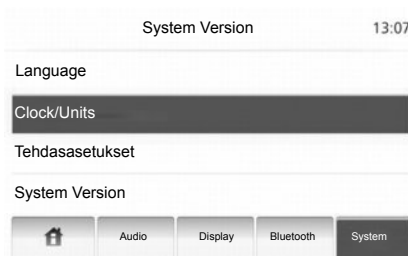 System Version 13:07
Language
Clock/Units
Tehdasasetukset
System Version
Audio Display Bluetooth System